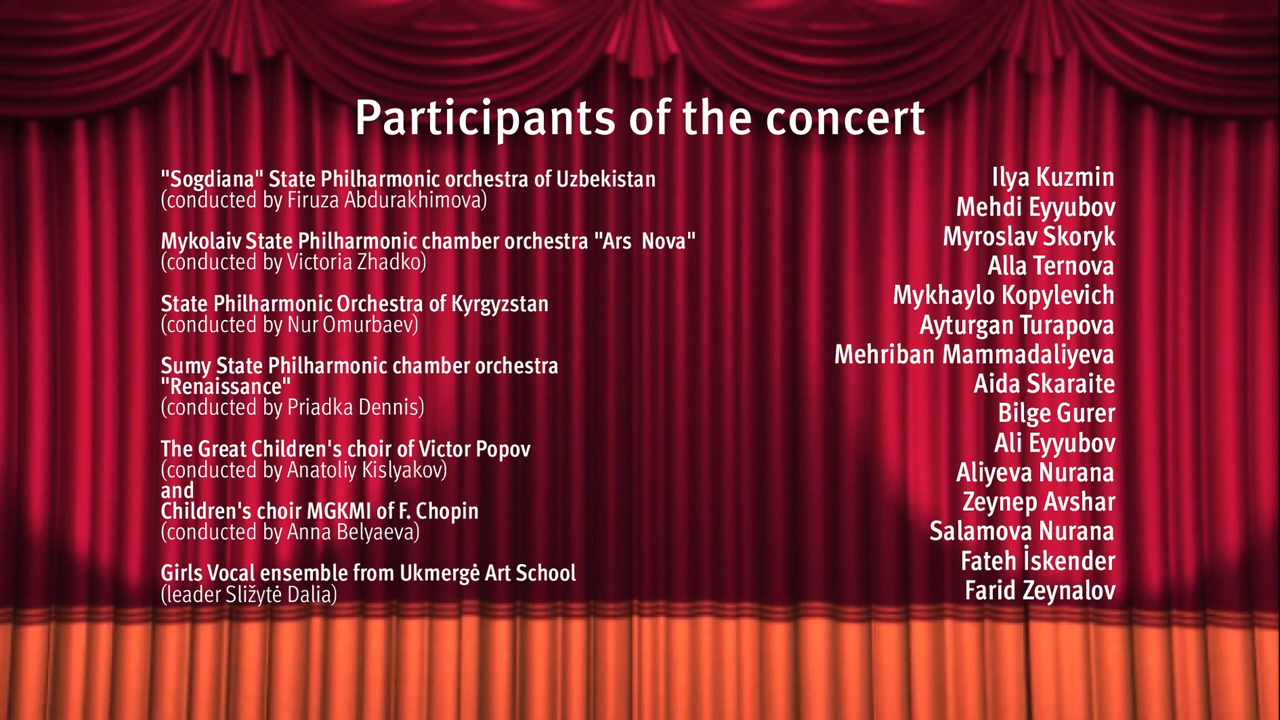 Participants of the concert
"Sogdiana" State Philharmonic orchestra of Uzbekistan
(conducted by Firuza Abdurakhimova)
Mykolaiv State Philharmonic chamber orchestra "Ars  Nova"
(conducted by Victoria Zhadko)
State Philharmonic Orchestra of Kyrgyzstan
(conducted by Nur Omurbaev)
Sumy State Philharmonic chamber orchestra
"Renaissance"
(conducted by Priadka Dennis)
The Great Children's choir of Victor Popov
(conducted by Anatoliy Kislyakov)
and
Children's choir MGKMI of F. Chopin
(conducted by Anna Belyaeva)
Girls Vocal ensemble from Ukmergė Art School
(leader Sližytė Dalia)
Ilya Kuzmin
Mehdi Eyyubov
Myroslav Skoryk
Alla Ternova
Mykhaylo Kopylevich
Ayturgan Turapova
Mehriban Mammadaliyeva
Aida Skaraite
Bilge Gurer
Ali Eyyubov
Aliyeva Nurana
Zeynep Avshar
Salamova Nurana
Fateh İskender
Farid Zeynalov